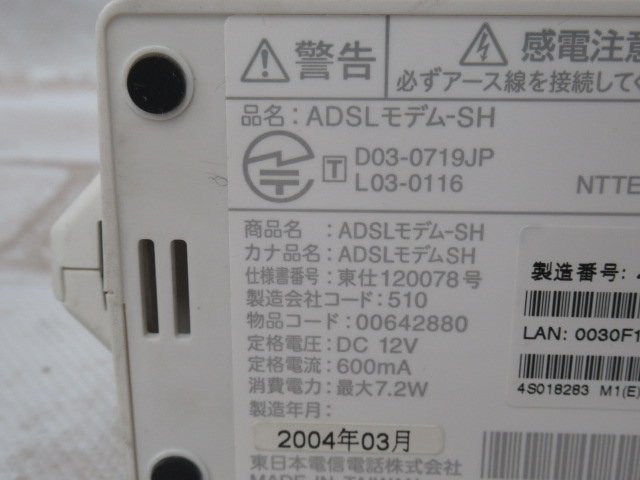 警告
感電注意
必ずアース線を接続してく
品名：ADSLモデム-SH
T D03-0719JP
L03-0116
NTTE
商品名 ：ADSLモデム-SH
カナ品名：ADSLモデムSH
仕様書番号：東仕120078号
製造会社コード：510
物品コード：00642880
定格電圧：DC 12V
定格電流：600mA
消費電力：最大7.2W
製造年月：
2004年03月
東日本電信電話株式会社
MADE IN TAIWAN
製造番号：4
LAN: 0030F1
4S018283 M1(E)